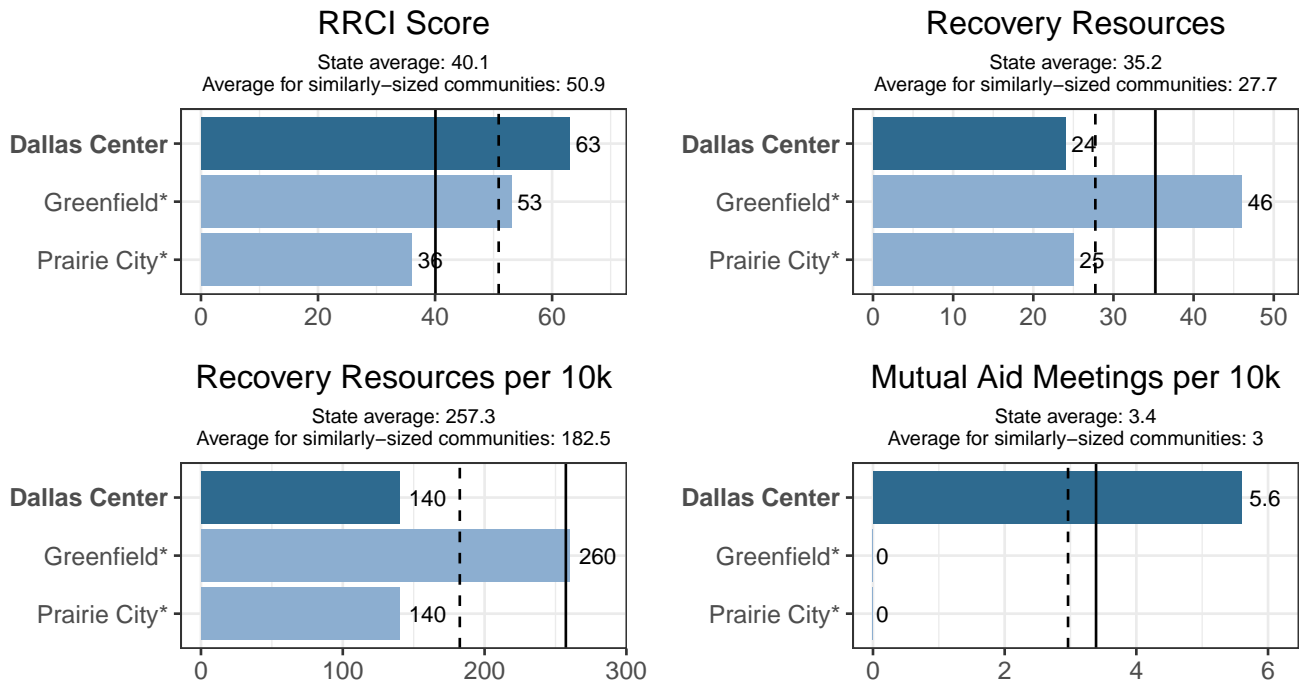 RRCI Score
State average: 40.1
Average for similarly−sized communities: 50.9
Dallas Center
63
Greenfield*
53
Prairie City*
36
0 20 40 60
Recovery Resources
State average: 35.2
Average for similarly−sized communities: 27.7
Dallas Center
24
Greenfield*
46
Prairie City*
25
0 10 20 30 40 50
Recovery Resources per 10k
State average: 257.3
Average for similarly−sized communities: 182.5
Dallas Center
140
Greenfield*
260
Prairie City*
140
0 100 200 300
Mutual Aid Meetings per 10k
State average: 3.4
Average for similarly−sized communities: 3
Dallas Center
5.6
Greenfield*
0
Prairie City*
0
0 2 4 6